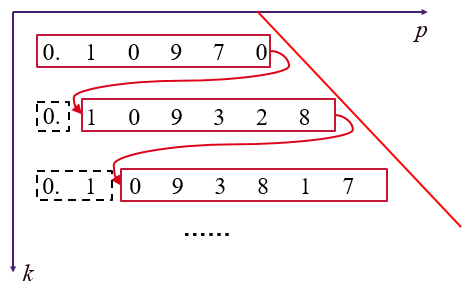 p
0. 1 0 9 7 0
0. 1 0 9 3 2 8
0. 1 0 9 3 8 1 7
......
k